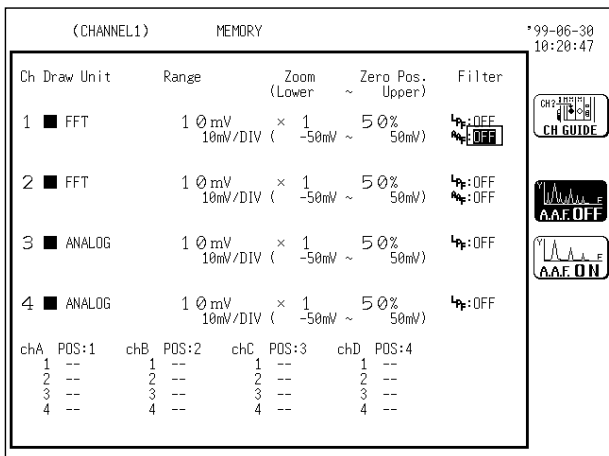 (CHANNEL1) MEMORY '99-06-30
10:20:47
Ch Draw Unit Range Zoom Zero Pos. Filter
(Lower ~ Upper)
1 FFT 10mV × 1 50% LPF:OFF
10mV/DIV ( -50mV ~ 50mV) AAF:OFF
2 FFT 10mV × 1 50% LPF:OFF
10mV/DIV ( -50mV ~ 50mV) AAF:OFF
3 ANALOG 10mV × 1 50% LPF:OFF
10mV/DIV ( -50mV ~ 50mV)
4 ANALOG 10mV × 1 50% LPF:OFF
10mV/DIV ( -50mV ~ 50mV)
chA POS:1 chB POS:2 chC POS:3 chD POS:4
1 -- 1 -- 1 -- 1 --
2 -- 2 -- 2 -- 2 --
3 -- 3 -- 3 -- 3 --
4 -- 4 -- 4 -- 4 --
CH?
CH GUIDE
Y F
A.A.F. OFF
Y F
A.A.F. ON